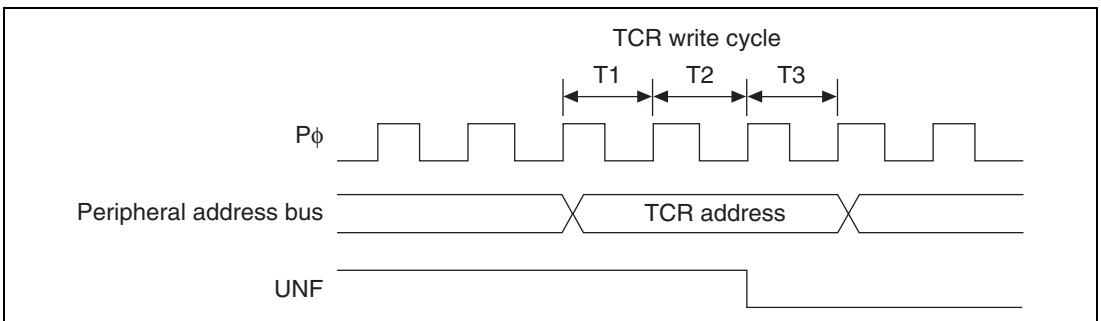 TCR write cycle
T1 T2 T3
Pϕ
Peripheral address bus
TCR address
UNF